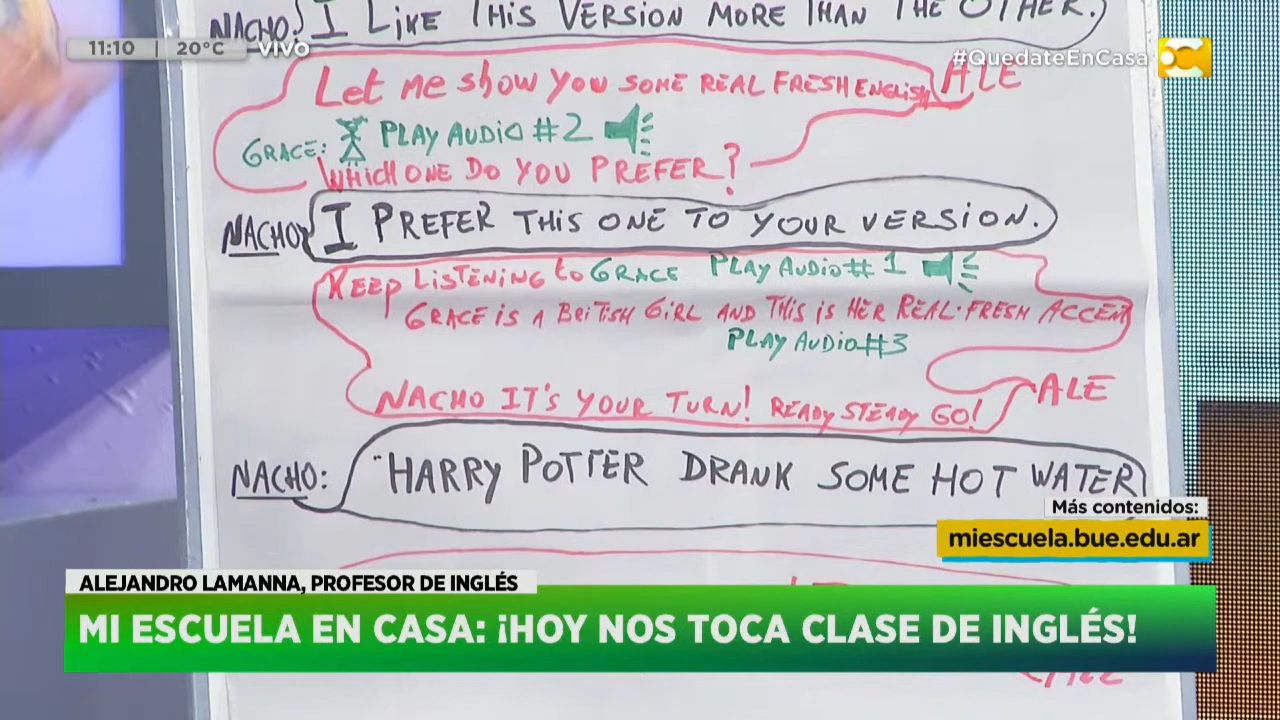 NACHO: I LIKE THIS VERSION MORE THAN THE OTHER.
11:10 | 20°C VIVO
#QuedateEnCasa
Let me show you SOME REAL FRESH ENGLISH ALE
GRACE: PLAY AUDIO #2
WHICH ONE DO YOU PREFER?
NACHO: I PREFER THIS ONE TO YOUR VERSION.
KEEP LISTENING to GRACE PLAY AUDIO #1
GRACE IS A BRITISH GIRL AND THIS IS HER REAL-FRESH ACCENT
PLAY AUDIO #3
NACHO IT'S YOUR TURN! READY STEADY GO!
ALE
NACHO: "HARRY POTTER DRANK SOME HOT WATER
Más contenidos:
miescuela.bue.edu.ar
ALEJANDRO LAMANNA, PROFESOR DE INGLÉS
MI ESCUELA EN CASA: ¡HOY NOS TOCA CLASE DE INGLÉS!